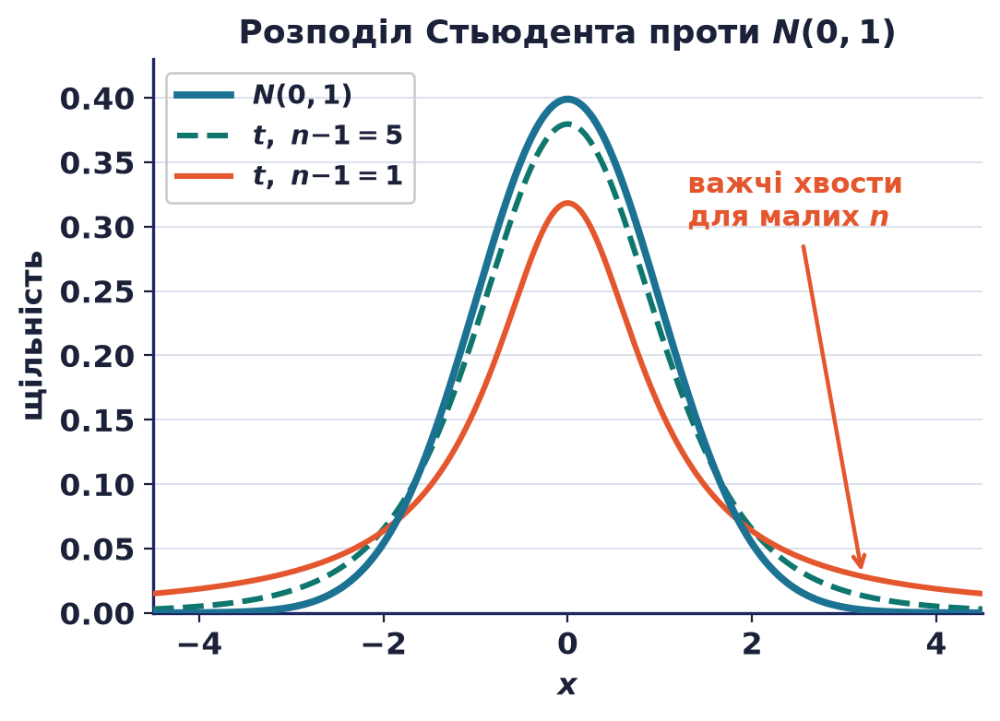 Розподіл Стьюдента проти N(0, 1)
N(0, 1)
t, n−1 = 5
t, n−1 = 1
важчі хвости
для малих n
щільність
0.40
0.35
0.30
0.25
0.20
0.15
0.10
0.05
0.00
−4 −2 0 2 4
x